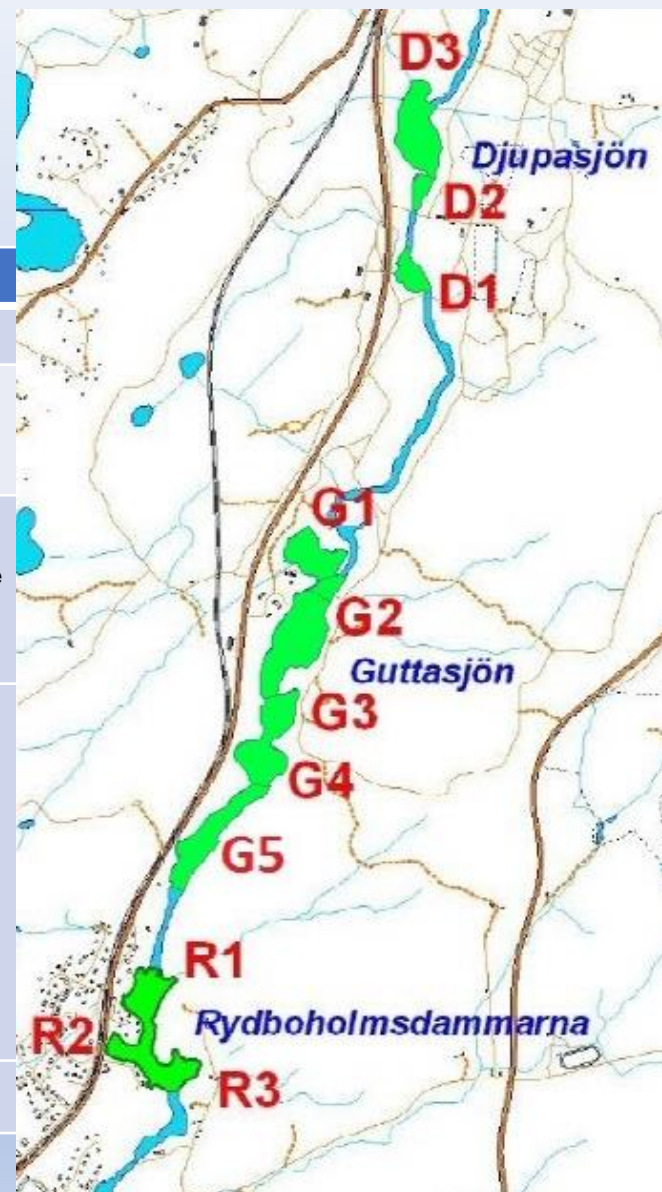 D3
Djupasjön
D2
D1
G1
G2
Guttasjön
G3
G4
G5
R1
Rydboholmsdammarna
R2
R3
e